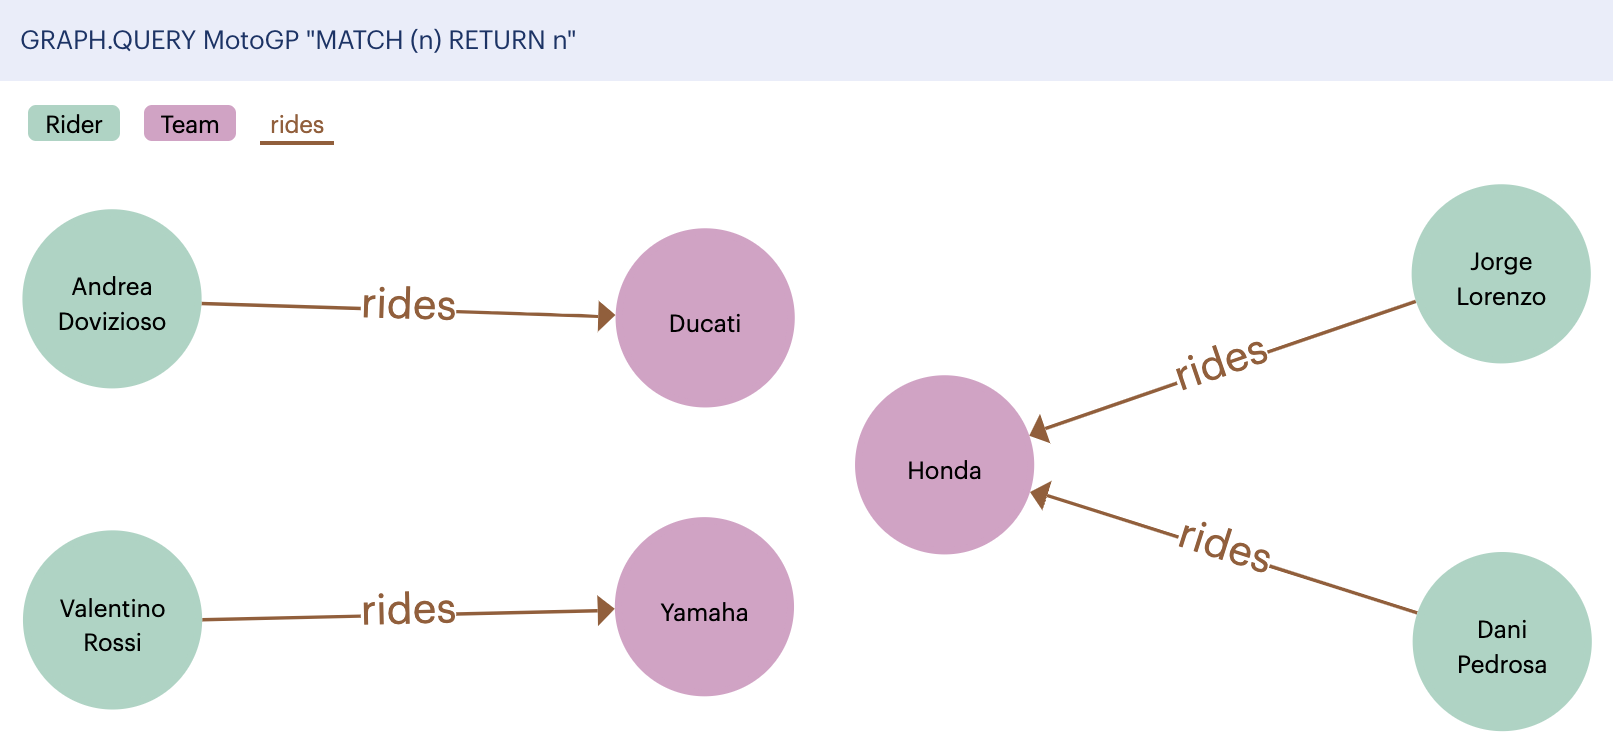 GRAPH.QUERY MotoGP "MATCH (n) RETURN n"
Rider Team rides
Andrea
Dovizioso
rides
Ducati
Jorge
Lorenzo
rides
Honda
rides
Valentino
Rossi
rides
Yamaha
Dani
Pedrosa